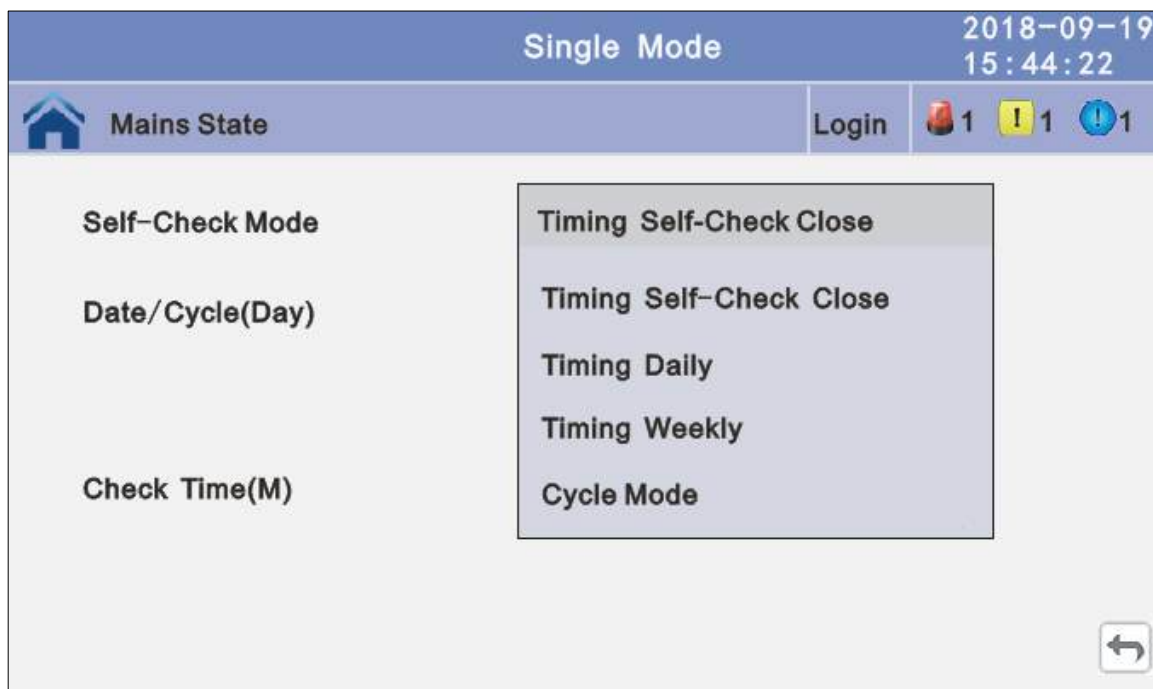 Single Mode
2018-09-19
15:44:22
Mains State
Login
1
1
1
Self-Check Mode
Timing Self-Check Close
Date/Cycle(Day)
Timing Self-Check Close
Timing Daily
Timing Weekly
Check Time(M)
Cycle Mode